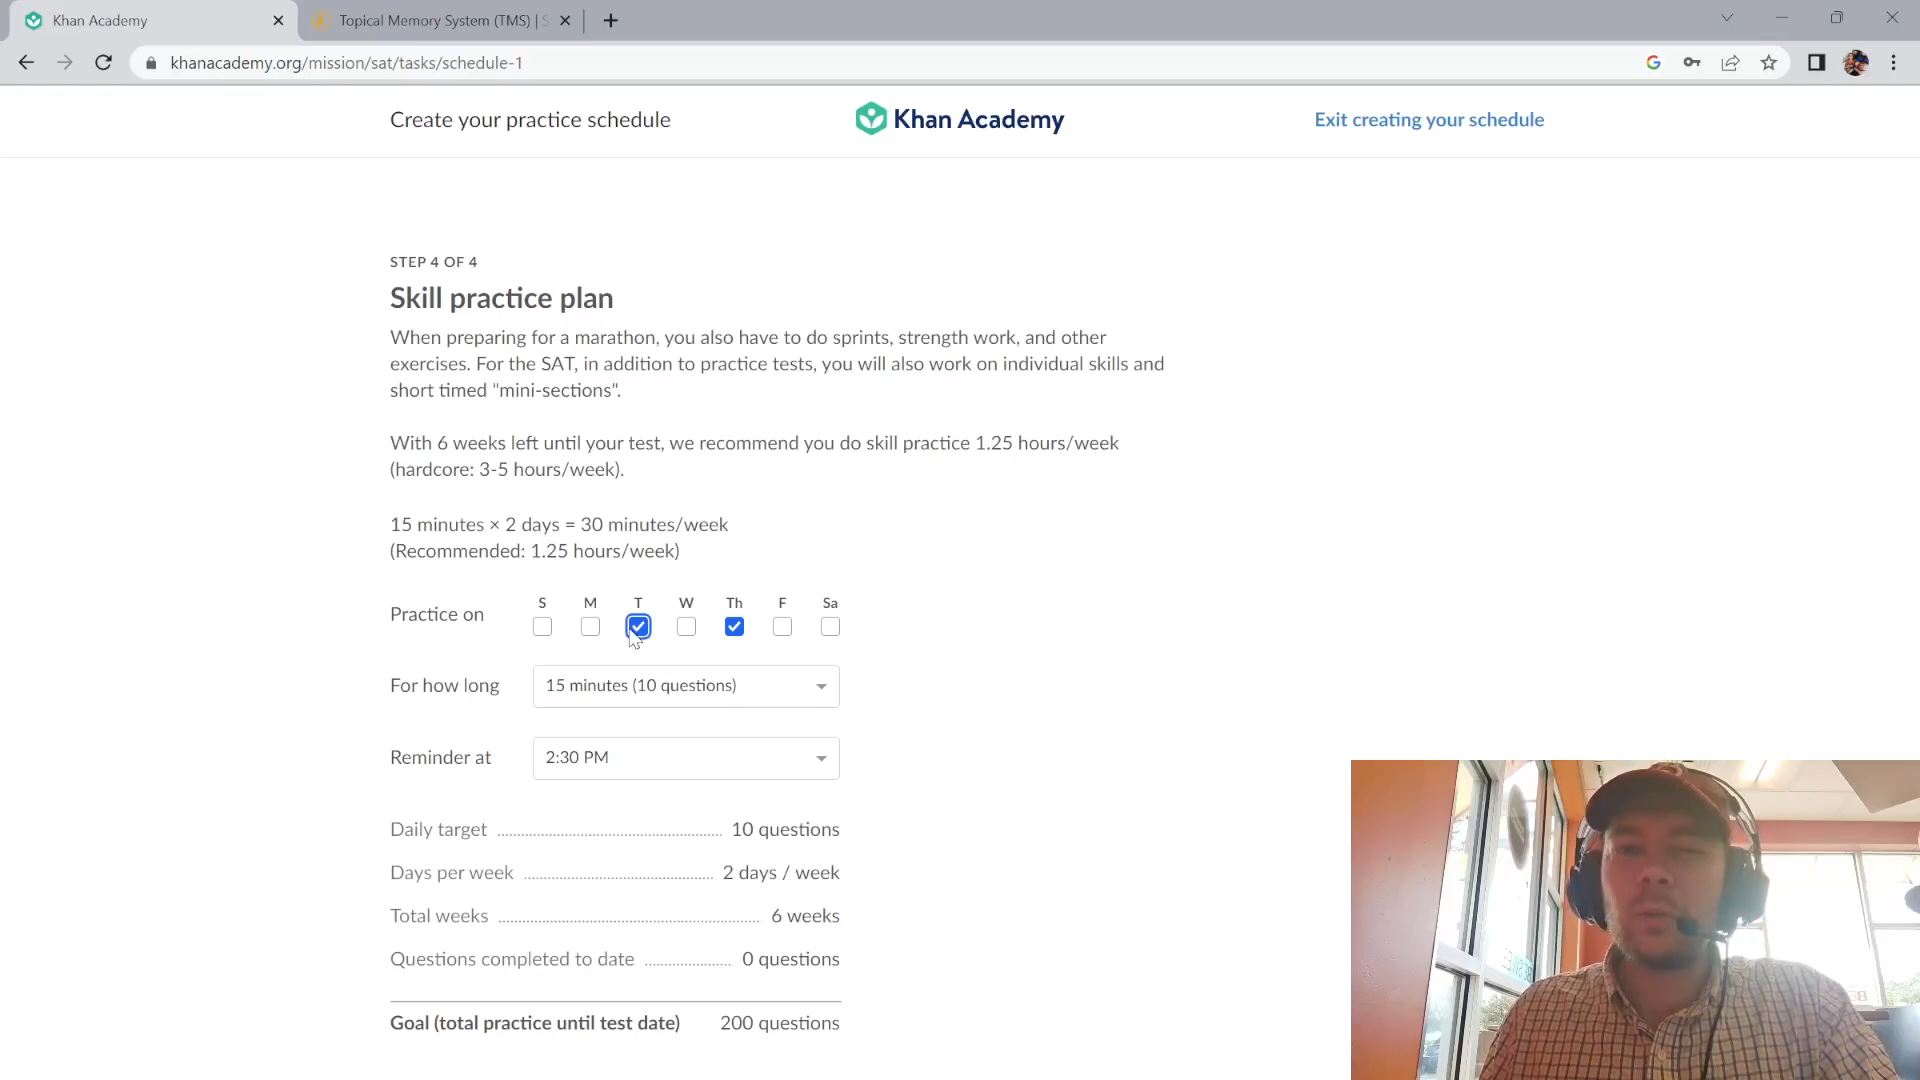 Khan Academy
Topical Memory System (TMS) | S
khanacademy.org/mission/sat/tasks/schedule-1
Create your practice schedule
Khan Academy
Exit creating your schedule
STEP 4 OF 4
Skill practice plan
When preparing for a marathon, you also have to do sprints, strength work, and other
exercises. For the SAT, in addition to practice tests, you will also work on individual skills and
short timed "mini-sections".
With 6 weeks left until your test, we recommend you do skill practice 1.25 hours/week
(hardcore: 3-5 hours/week).
15 minutes × 2 days = 30 minutes/week
(Recommended: 1.25 hours/week)
Practice on
S M T W Th F Sa
For how long 15 minutes (10 questions)
Reminder at 2:30 PM
Daily target 10 questions
Days per week 2 days / week
Total weeks 6 weeks
Questions completed to date 0 questions
Goal (total practice until test date) 200 questions